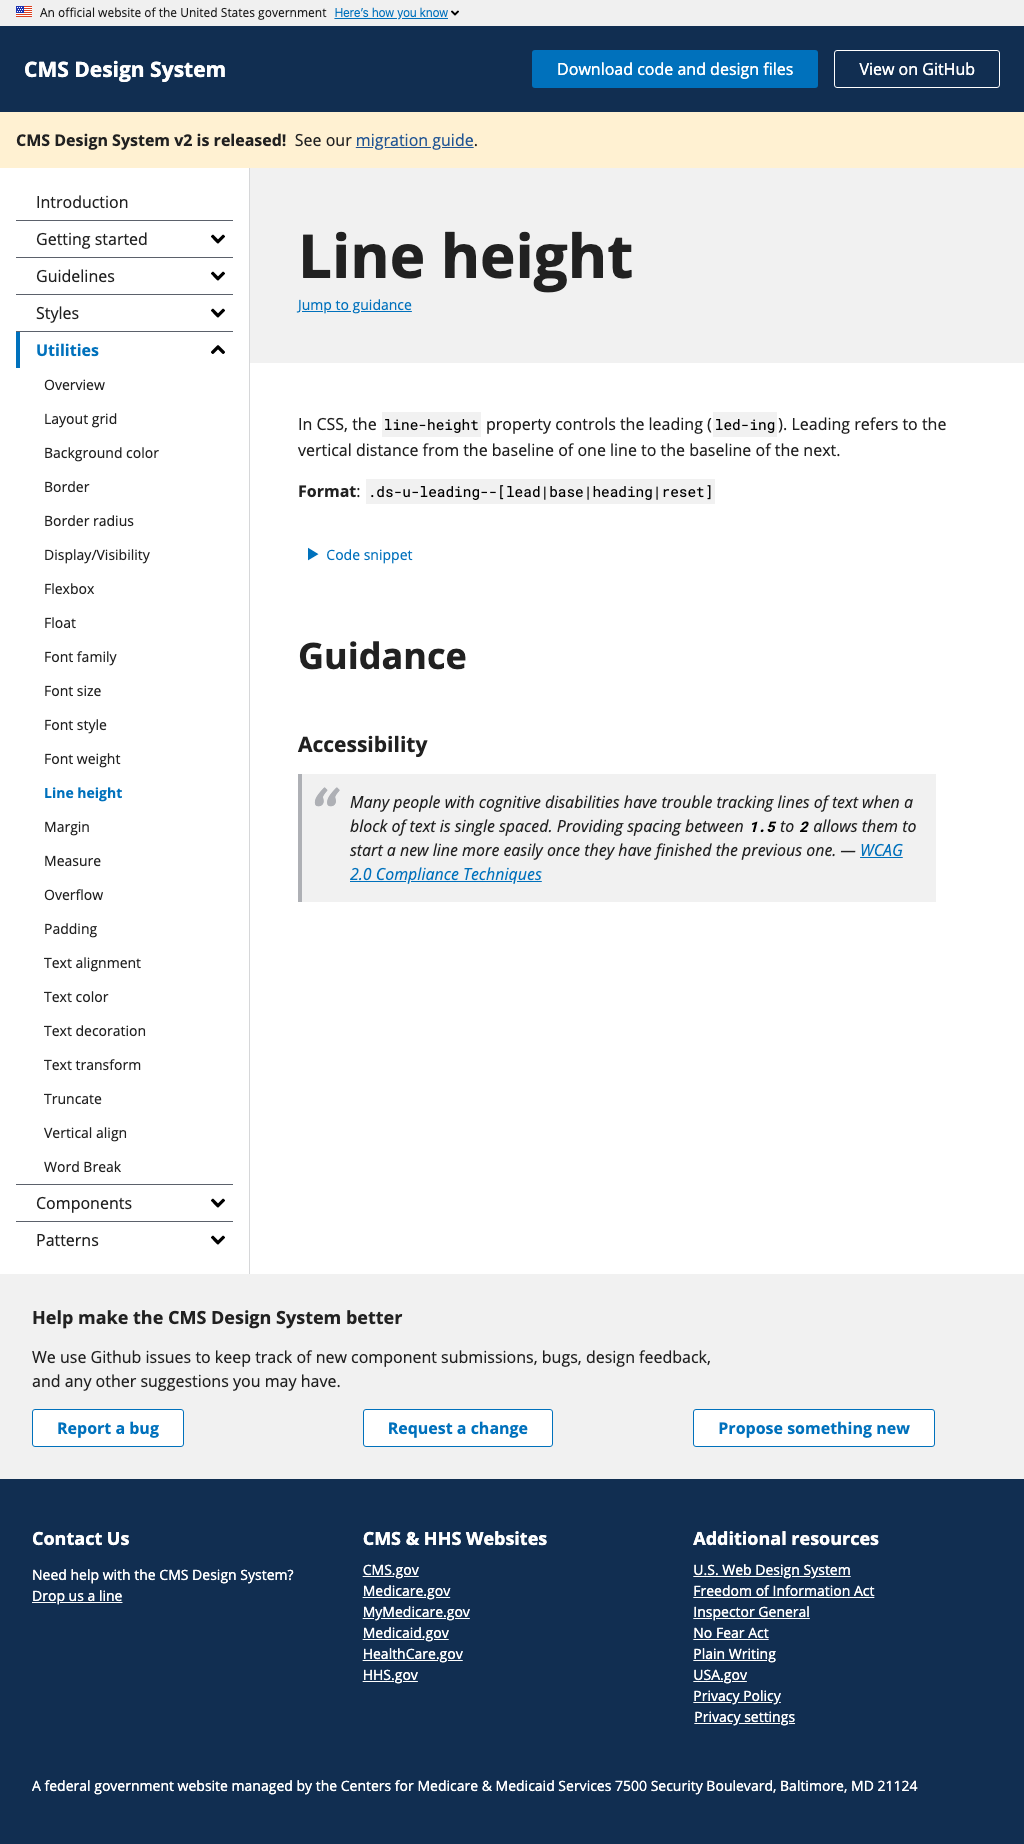 An official website of the United States government Here's how you know
CMS Design System
Download code and design files
View on GitHub
CMS Design System v2 is released! See our migration guide.
Introduction
Getting started
Guidelines
Styles
Utilities
Overview
Layout grid
Background color
Border
Border radius
Display/Visibility
Flexbox
Float
Font family
Font size
Font style
Font weight
Line height
Margin
Measure
Overflow
Padding
Text alignment
Text color
Text decoration
Text transform
Truncate
Vertical align
Word Break
Components
Patterns
Line height
Jump to guidance
In CSS, the line-height property controls the leading (led-ing). Leading refers to the
vertical distance from the baseline of one line to the baseline of the next.
Format: .ds-u-leading--[lead|base|heading|reset]
Code snippet
Guidance
Accessibility
“
Many people with cognitive disabilities have trouble tracking lines of text when a
block of text is single spaced. Providing spacing between 1.5 to 2 allows them to
start a new line more easily once they have finished the previous one. — WCAG
2.0 Compliance Techniques
Help make the CMS Design System better
We use Github issues to keep track of new component submissions, bugs, design feedback,
and any other suggestions you may have.
Report a bug
Request a change
Propose something new
Contact Us
Need help with the CMS Design System?
Drop us a line
CMS & HHS Websites
CMS.gov
Medicare.gov
MyMedicare.gov
Medicaid.gov
HealthCare.gov
HHS.gov
Additional resources
U.S. Web Design System
Freedom of Information Act
Inspector General
No Fear Act
Plain Writing
USA.gov
Privacy Policy
Privacy settings
A federal government website managed by the Centers for Medicare & Medicaid Services 7500 Security Boulevard, Baltimore, MD 21124